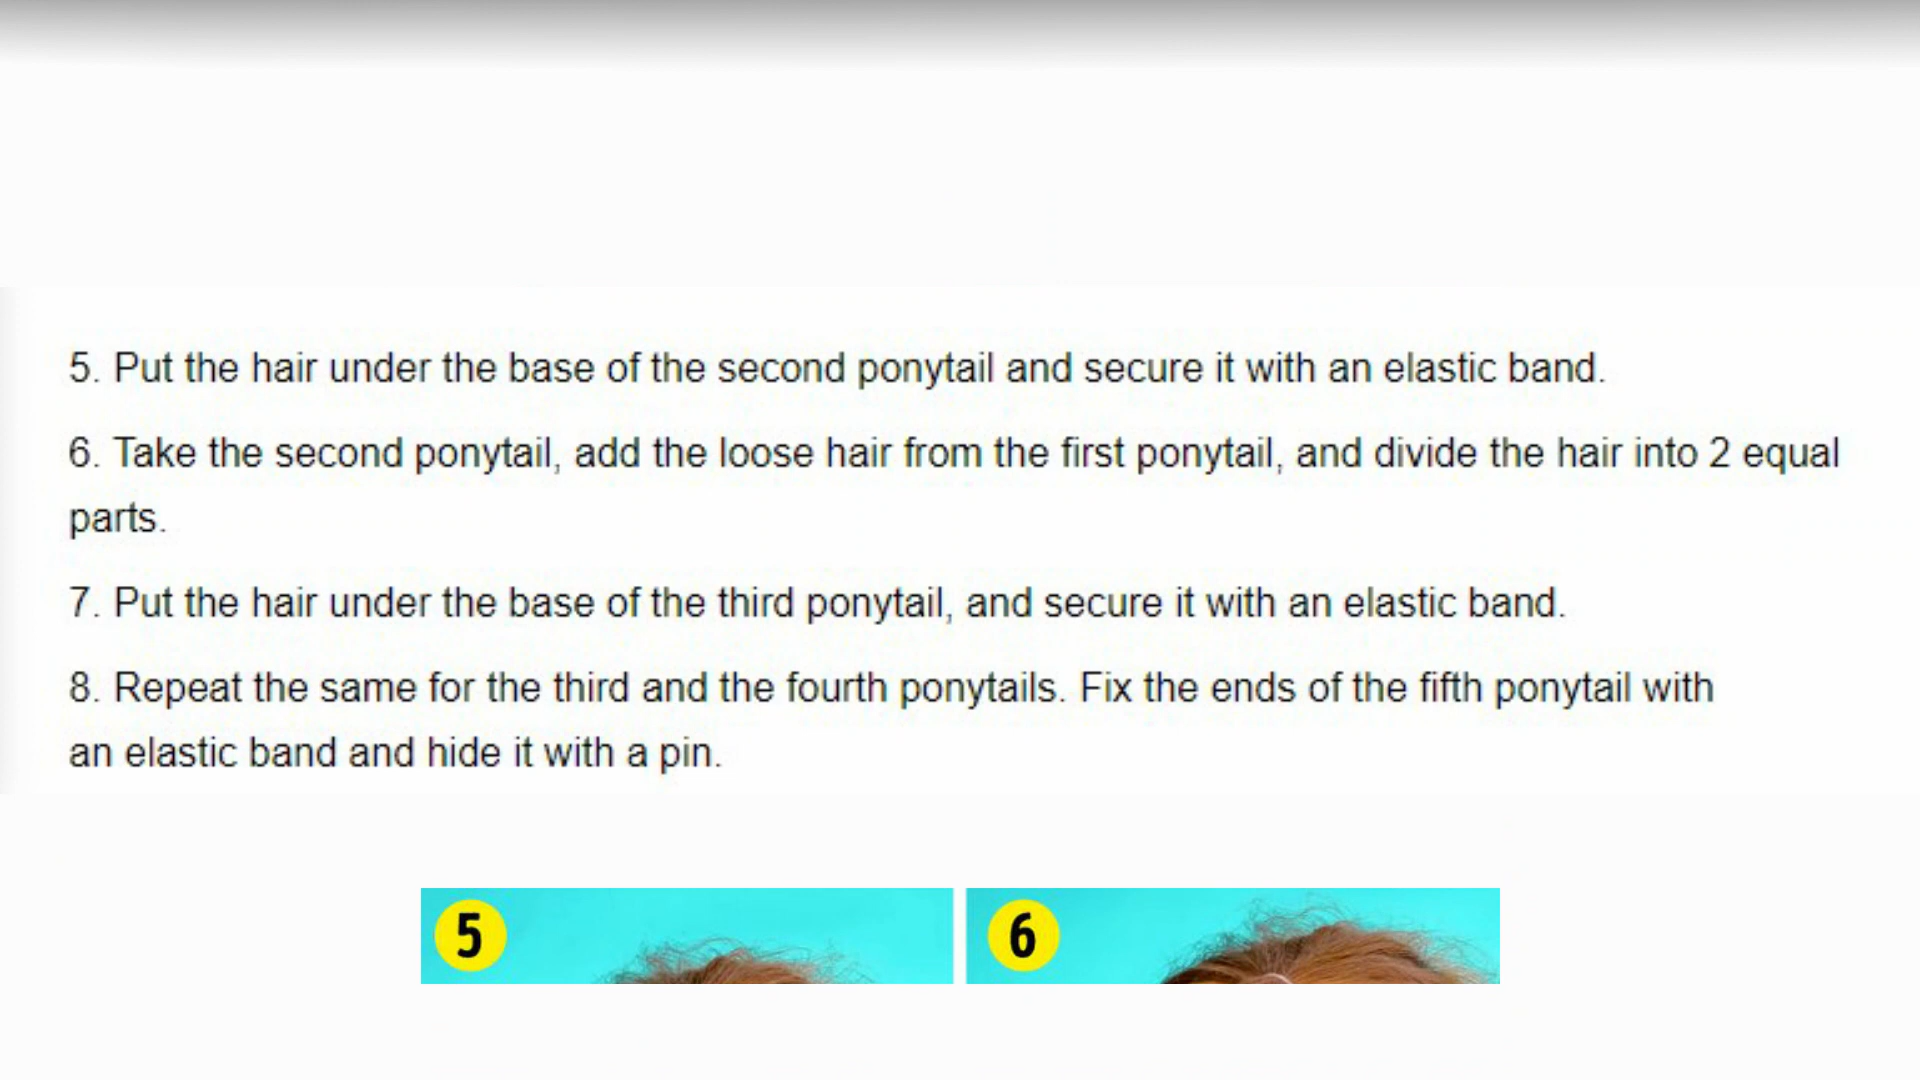 5. Put the hair under the base of the second ponytail and secure it with an elastic band.
6. Take the second ponytail, add the loose hair from the first ponytail, and divide the hair into 2 equal
parts.
7. Put the hair under the base of the third ponytail, and secure it with an elastic band.
8. Repeat the same for the third and the fourth ponytails. Fix the ends of the fifth ponytail with
an elastic band and hide it with a pin.
5 6